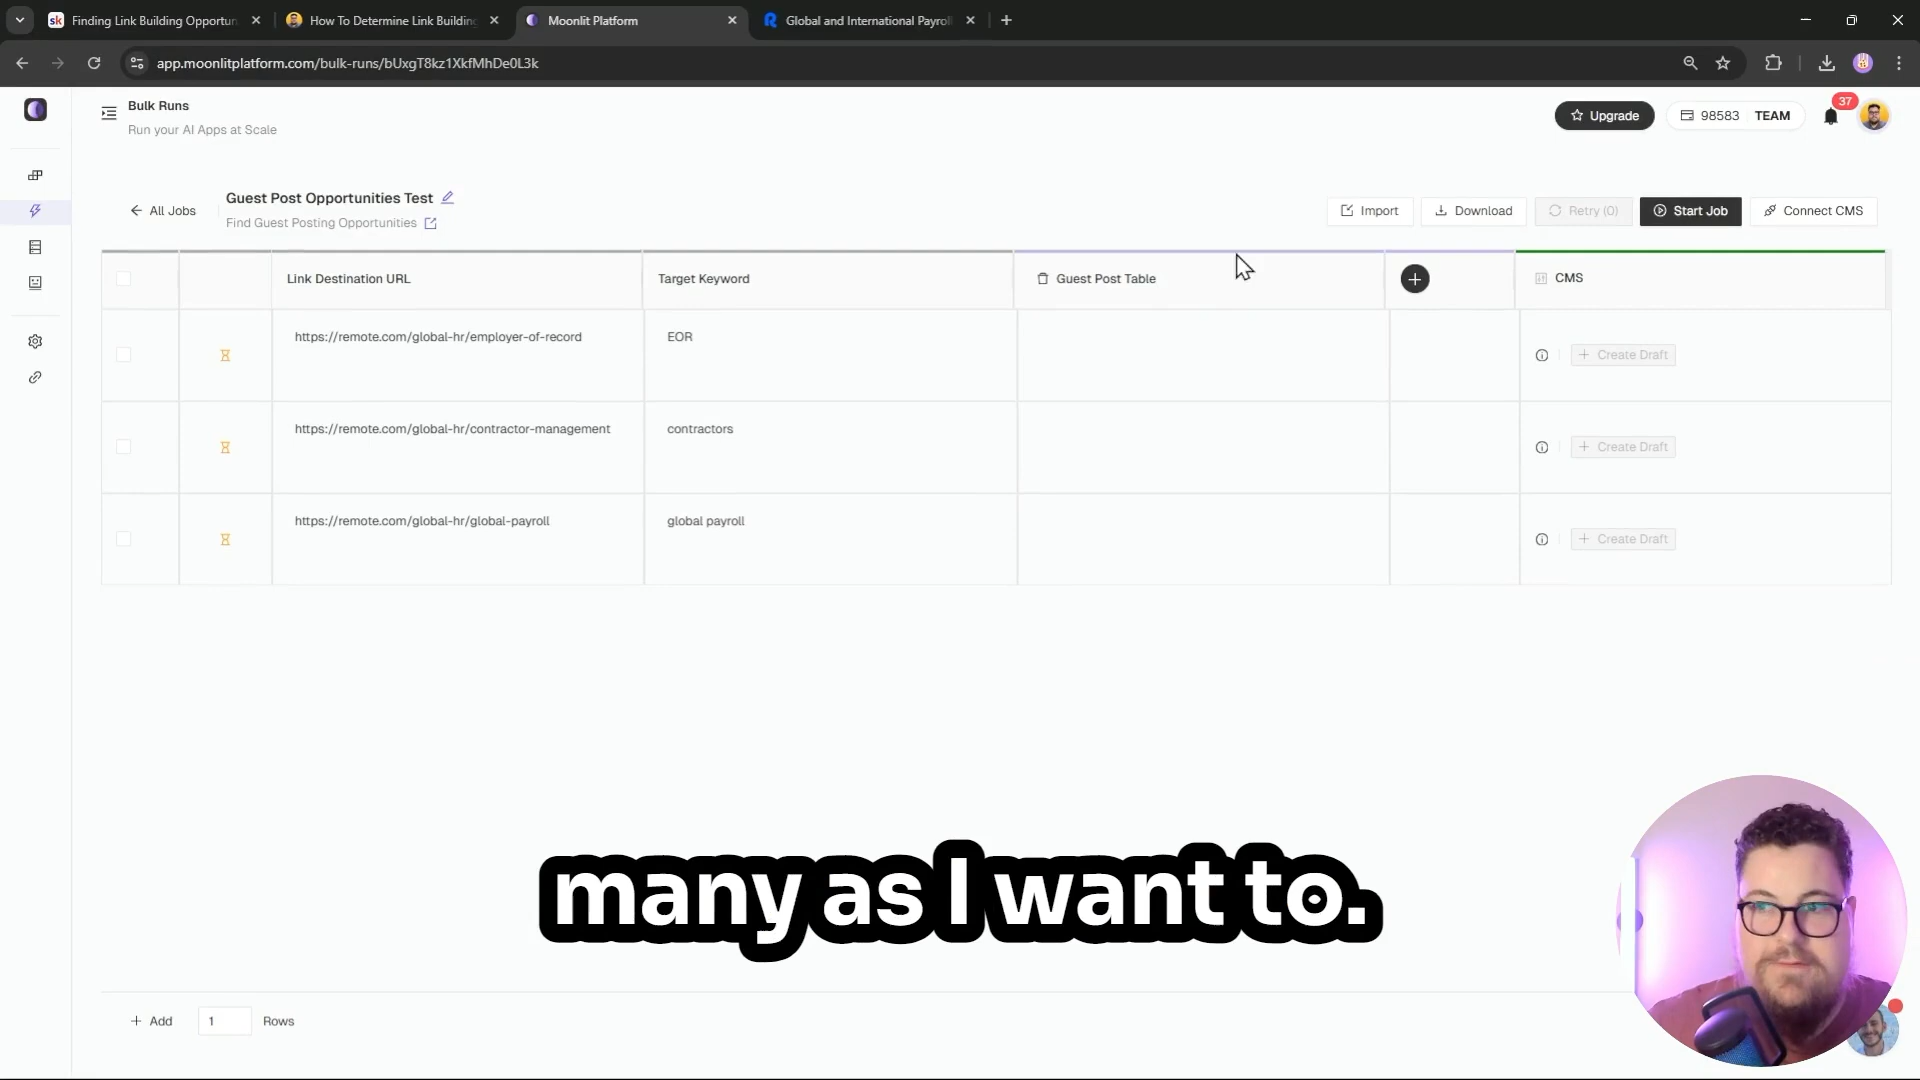 Finding Link Building Opportun
How To Determine Link Building
Moonlit Platform
Global and International Payroll
app.moonlitplatform.com/bulk-runs/bUxgT8kz1XkfMhDe0L3k
Bulk Runs
Run your AI Apps at Scale
Upgrade
98583 TEAM
37
All Jobs
Guest Post Opportunities Test
Find Guest Posting Opportunities
Import
Download
Retry (0)
Start Job
Connect CMS
Link Destination URL
Target Keyword
Guest Post Table
CMS
https://remote.com/global-hr/employer-of-record
EOR
+ Create Draft
https://remote.com/global-hr/contractor-management
contractors
+ Create Draft
https://remote.com/global-hr/global-payroll
global payroll
+ Create Draft
many as I want to.
+ Add 1 Rows